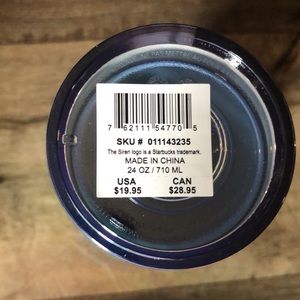 7 62111 54770 5
SKU # 011143235
The Siren logo is a Starbucks trademark.
MADE IN CHINA
24 OZ / 710 ML
USA CAN
$19.95 $28.95